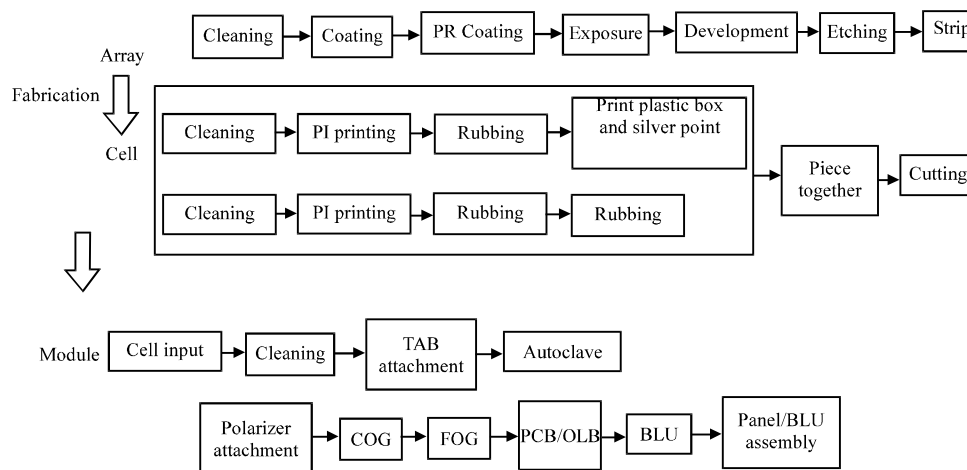 Cleaning
Coating
PR Coating
Exposure
Development
Etching
Strip
Array
Fabrication
Cell
Cleaning
PI printing
Rubbing
Print plastic box
and silver point
Cleaning
PI printing
Rubbing
Rubbing
Piece
together
Cutting
Module
Cell input
Cleaning
TAB
attachment
Autoclave
Polarizer
attachment
COG
FOG
PCB/OLB
BLU
Panel/BLU
assembly